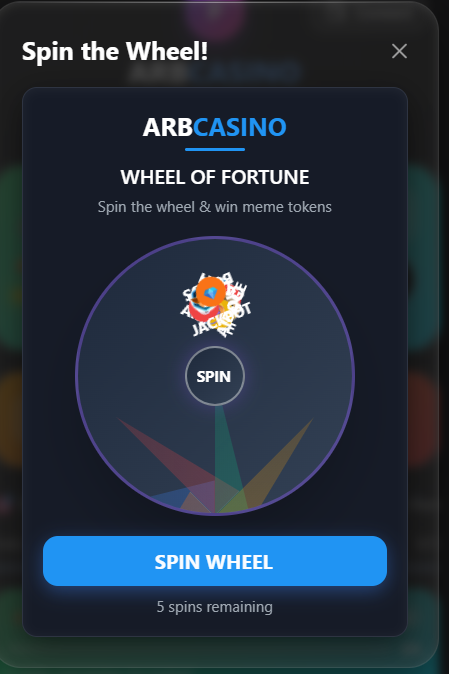 Spin the Wheel!
ARBCASINO
WHEEL OF FORTUNE
Spin the wheel & win meme tokens
JACKPOT
SPIN
SPIN WHEEL
5 spins remaining